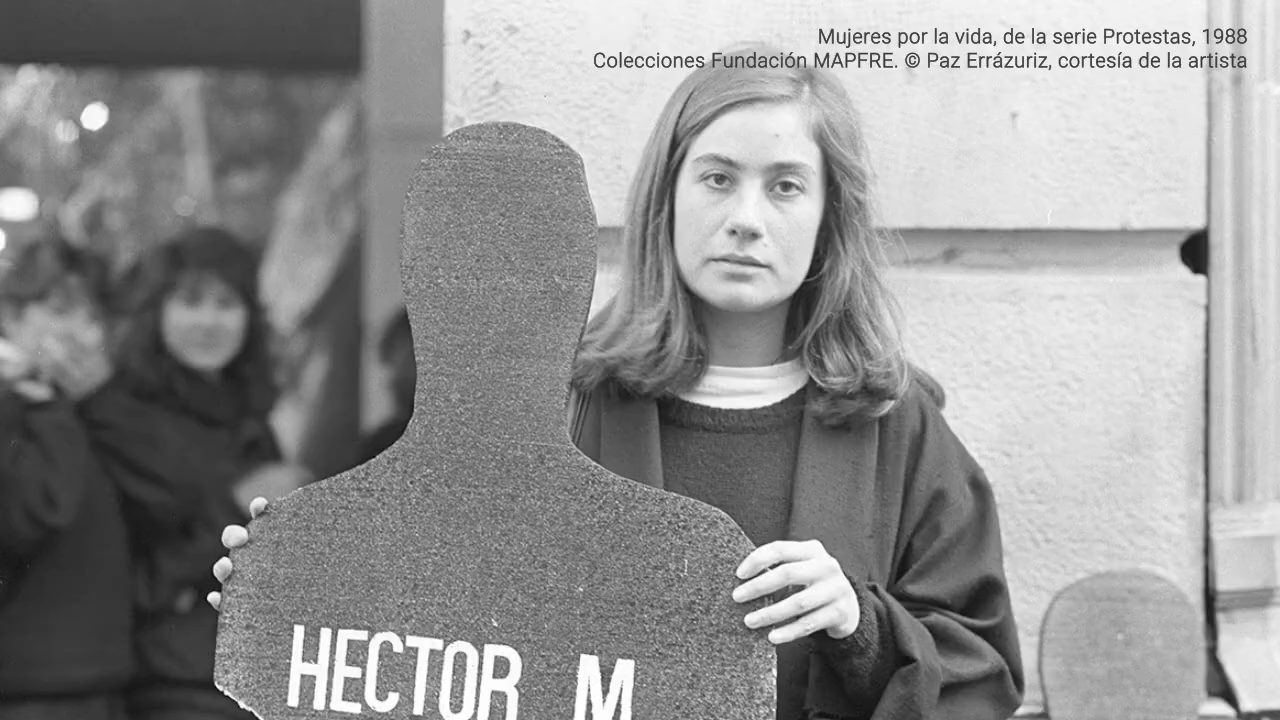 Mujeres por la vida, de la serie Protestas, 1988
Colecciones Fundación MAPFRE. © Paz Errázuriz, cortesía de la artista
HECTOR M